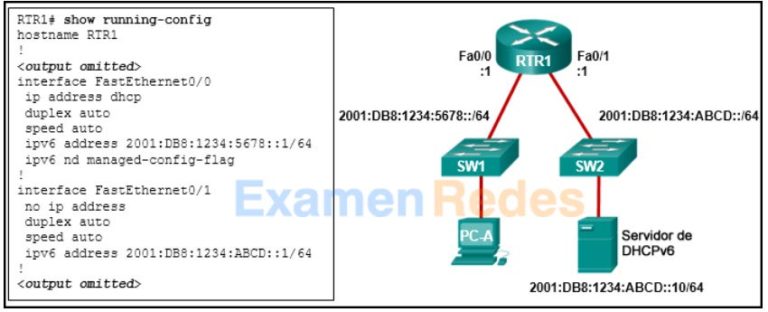 RTR1# show running-config
hostname RTR1
!
<output omitted>
interface FastEthernet0/0
ip address dhcp
duplex auto
speed auto
ipv6 address 2001:DB8:1234:5678::1/64
ipv6 nd managed-config-flag
!
interface FastEthernet0/1
no ip address
duplex auto
speed auto
ipv6 address 2001:DB8:1234:ABCD::1/64
!
<output omitted>
Fa0/0
:1
RTR1
Fa0/1
:1
2001:DB8:1234:5678::/64
2001:DB8:1234:ABCD::/64
SW1
SW2
Examen Redes
PC-A
Servidor de
DHCPv6
2001:DB8:1234:ABCD::10/64